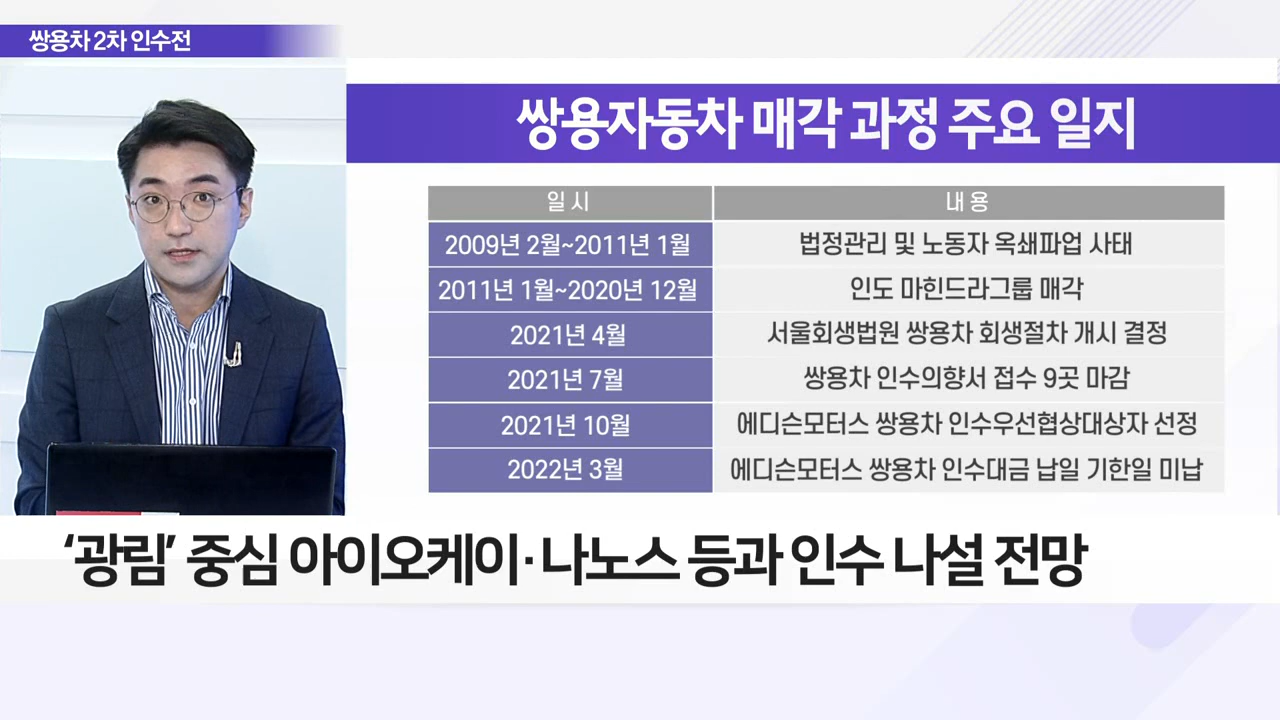 쌍용차 2차 인수전
쌍용자동차 매각 과정 주요 일지
일 시 내 용
2009년 2월~2011년 1월 법정관리 및 노동자 옥쇄파업 사태
2011년 1월~2020년 12월 인도 마힌드라그룹 매각
2021년 4월 서울회생법원 쌍용차 회생절차 개시 결정
2021년 7월 쌍용차 인수의향서 접수 9곳 마감
2021년 10월 에디슨모터스 쌍용차 인수우선협상대상자 선정
2022년 3월 에디슨모터스 쌍용차 인수대금 납일 기한일 미납
‘광림’ 중심 아이오케이·나노스 등과 인수 나설 전망